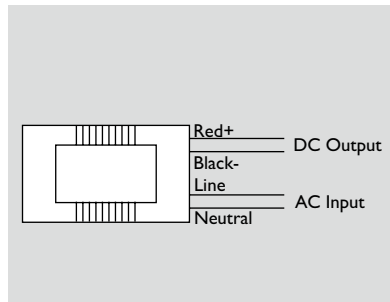 Red+
DC Output
Black-
Line
AC Input
Neutral